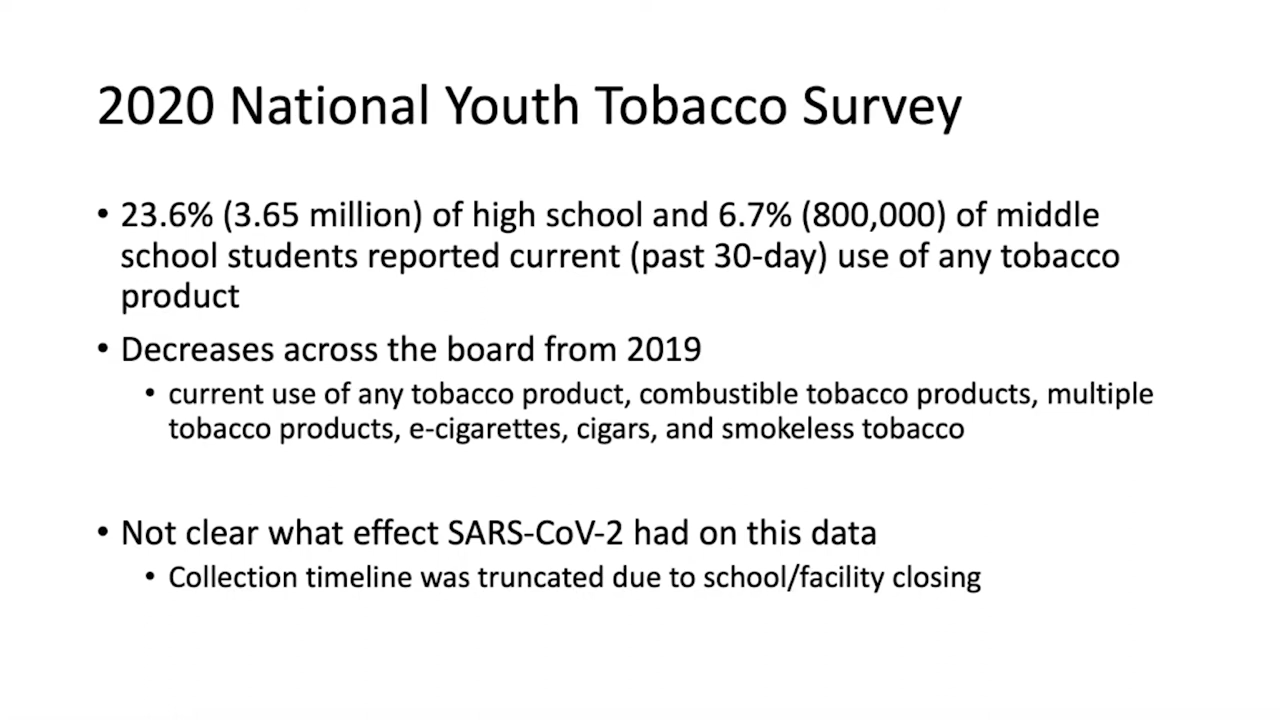 2020 National Youth Tobacco Survey
• 23.6% (3.65 million) of high school and 6.7% (800,000) of middle
school students reported current (past 30-day) use of any tobacco
product
• Decreases across the board from 2019
• current use of any tobacco product, combustible tobacco products, multiple
tobacco products, e-cigarettes, cigars, and smokeless tobacco
• Not clear what effect SARS-CoV-2 had on this data
• Collection timeline was truncated due to school/facility closing